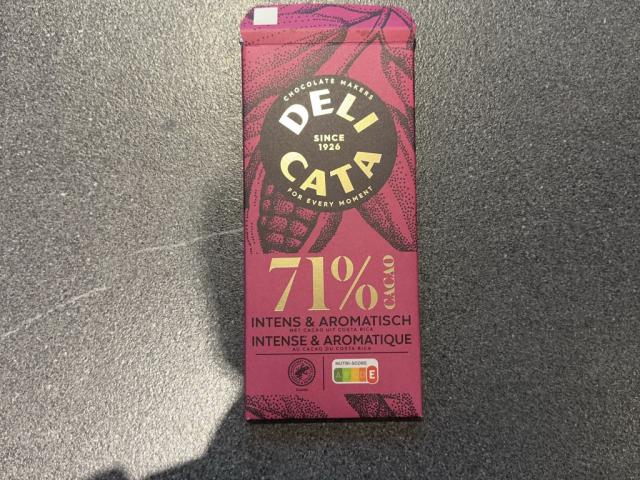 CHOCOLATE MAKERS
DELI
SINCE
1926
CATA
FOR EVERY MOMENT
71% CACAO
INTENS & AROMATISCH
MET CACAO UIT COSTA RICA
INTENSE & AROMATIQUE
AU CACAO DU COSTA RICA
NUTRI-SCORE
A B C D E